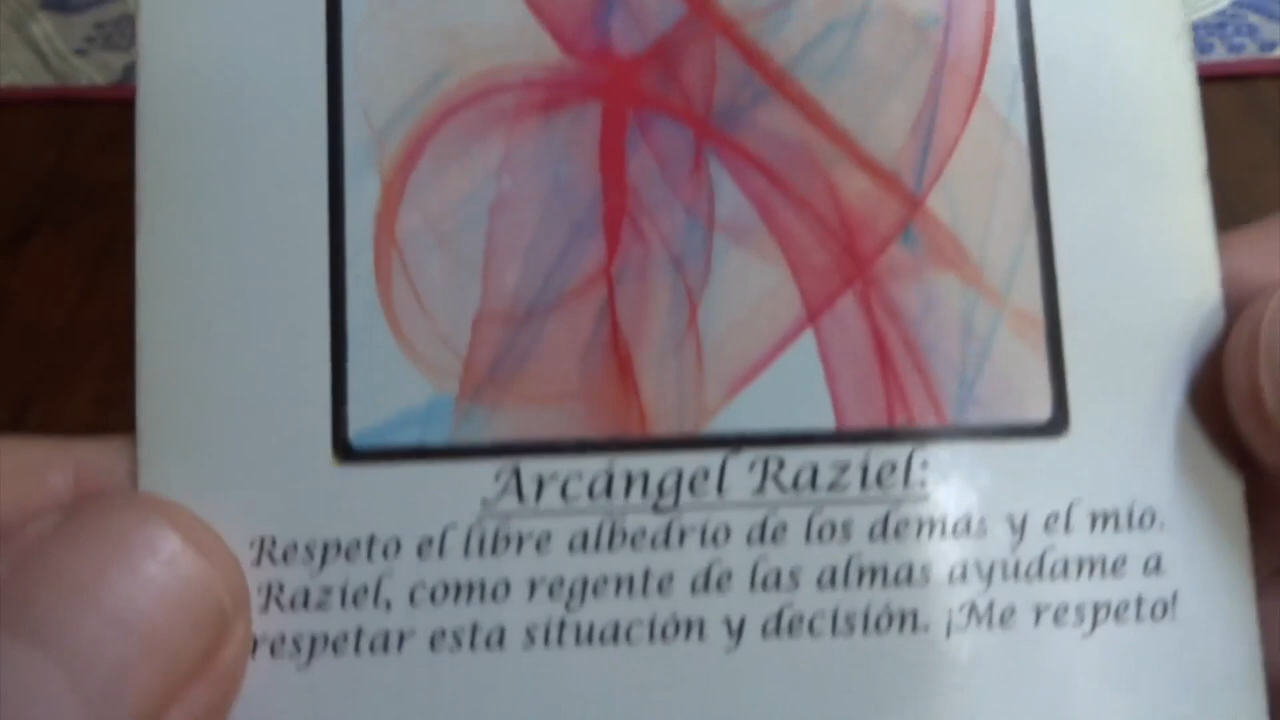 Arcángel Raziel:
Respeto el libre albedrío de los demas y el mío.
Raziel, como regente de las almas ayúdame a
respetar esta situación y decisión. ¡Me respeto!